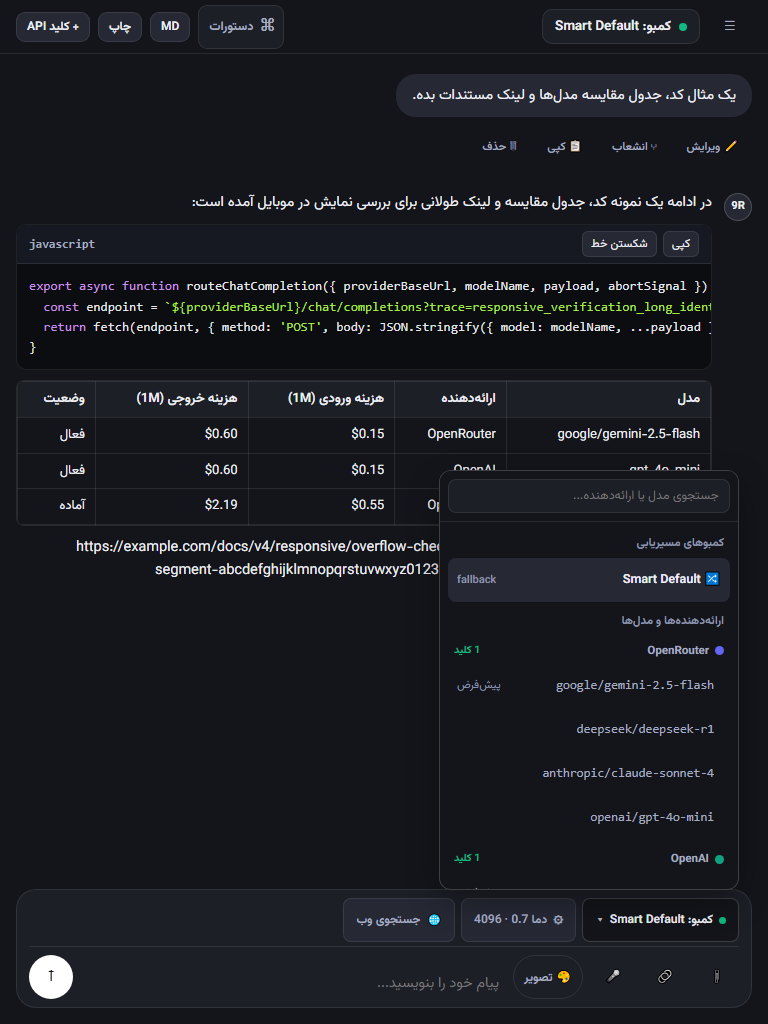 کمبو: Smart Default
دستورات
MD
چاپ
+ کلید API
یک مثال کد، جدول مقایسه مدل‌ها و لینک مستندات بده.
ویرایش
انشعاب
کپی
حذف
9R
در ادامه یک نمونه کد، جدول مقایسه و لینک طولانی برای بررسی نمایش در موبایل آمده است:
کپی
شکستن خط
javascript
export async function routeChatCompletion({ providerBaseUrl, modelName, payload, abortSignal })
const endpoint = `${providerBaseUrl}/chat/completions?trace=responsive_verification_long_ident
return fetch(endpoint, { method: 'POST', body: JSON.stringify({ model: modelName, ...payload }
}
مدل ارائه‌دهنده هزینه ورودی (1M) هزینه خروجی (1M) وضعیت
google/gemini-2.5-flash OpenRouter $0.15 $0.60 فعال
gpt-4o-mini OpenAI $0.15 $0.60 فعال
$0.55 $2.19 آماده
https://example.com/docs/v4/responsive/overflow-chec
segment-abcdefghijklmnopqrstuvwxyz0123
جستجوی مدل یا ارائه‌دهنده...
کمبوهای مسیریابی
Smart Default fallback
ارائه‌دهنده‌ها و مدل‌ها
OpenRouter 1 کلید
google/gemini-2.5-flash پیش‌فرض
deepseek/deepseek-r1
anthropic/claude-sonnet-4
openai/gpt-4o-mini
OpenAI 1 کلید
کمبو: Smart Default
دما 0.7 · 4096
جستجوی وب
تصویر
پیام خود را بنویسید...